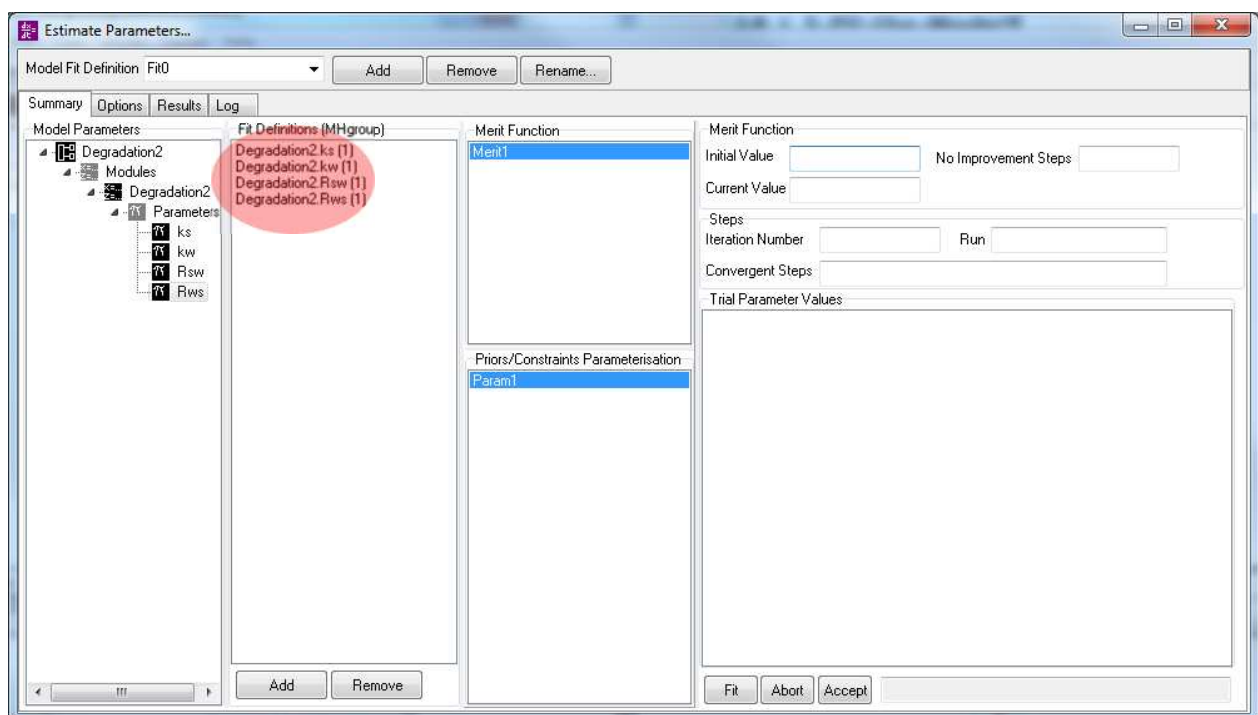 Estimate Parameters...
Model Fit Definition Fit0 Add Remove Rename...
Summary Options Results Log
Model Parameters
Degradation2
Modules
Degradation2
Parameters
ks
kw
Rsw
Rws
Fit Definitions (MHgroup)
Degradation2.ks (1)
Degradation2.kw (1)
Degradation2.Rsw (1)
Degradation2.Rws (1)
Add Remove
Merit Function
Merit1
Priors/Constraints Parameterisation
Param1
Merit Function
Initial Value No Improvement Steps
Current Value
Steps
Iteration Number Run
Convergent Steps
Trial Parameter Values
Fit Abort Accept